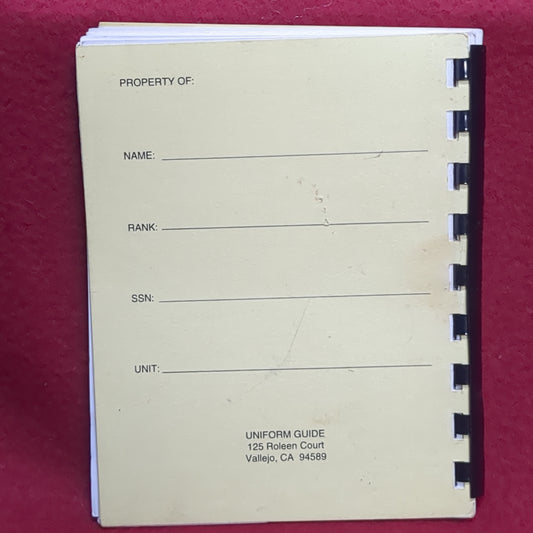 PROPERTY OF:
NAME:
RANK:
SSN:
UNIT:
UNIFORM GUIDE
125 Roleen Court
Vallejo, CA 94589